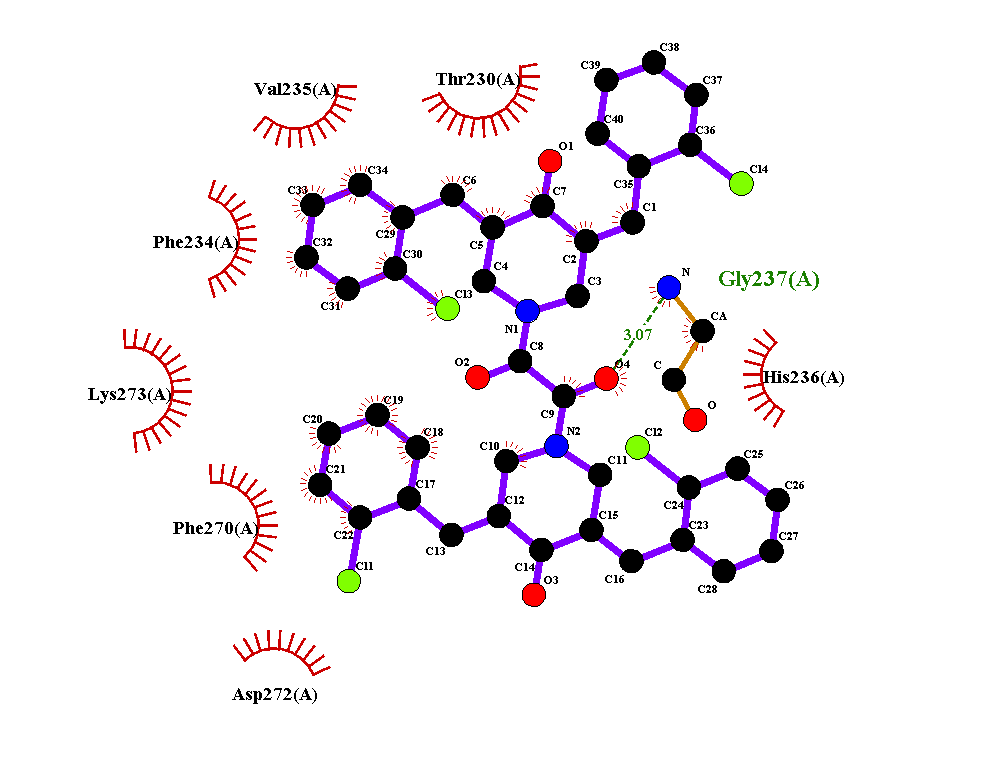 C38
C39
Thr230(A)
Val235(A)
C37
C40
C36
O1
Cl4
C34
C35
C33
C6
C7
C1
C29
C5
C2
Phe234(A)
C32
C30
C4
C3
N
Gly237(A)
C31
Cl3
N1
CA
3.07
C8
O2
O4
C
His236(A)
Lys273(A)
C19
O
C9
C20
C18
N2
Cl2
C10
C11
C25
C21
C17
C26
C12
C24
Phe270(A)
C15
C23
C22
C13
C27
C14
Cl1
O3
C16
C28
Asp272(A)